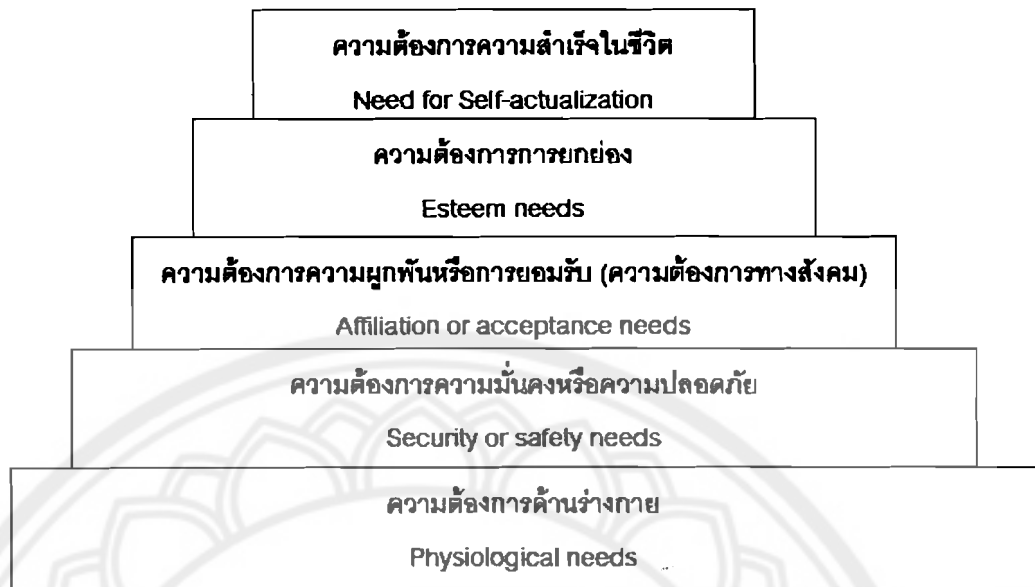 ความต้องการความสำเร็จในชีวิต
Need for Self-actualization
ความต้องการการยกย่อง
Esteem needs
ความต้องการความผูกพันหรือการยอมรับ (ความต้องการทางสังคม)
Affiliation or acceptance needs
ความต้องการความมั่นคงหรือความปลอดภัย
Security or safety needs
ความต้องการด้านร่างกาย
Physiological needs